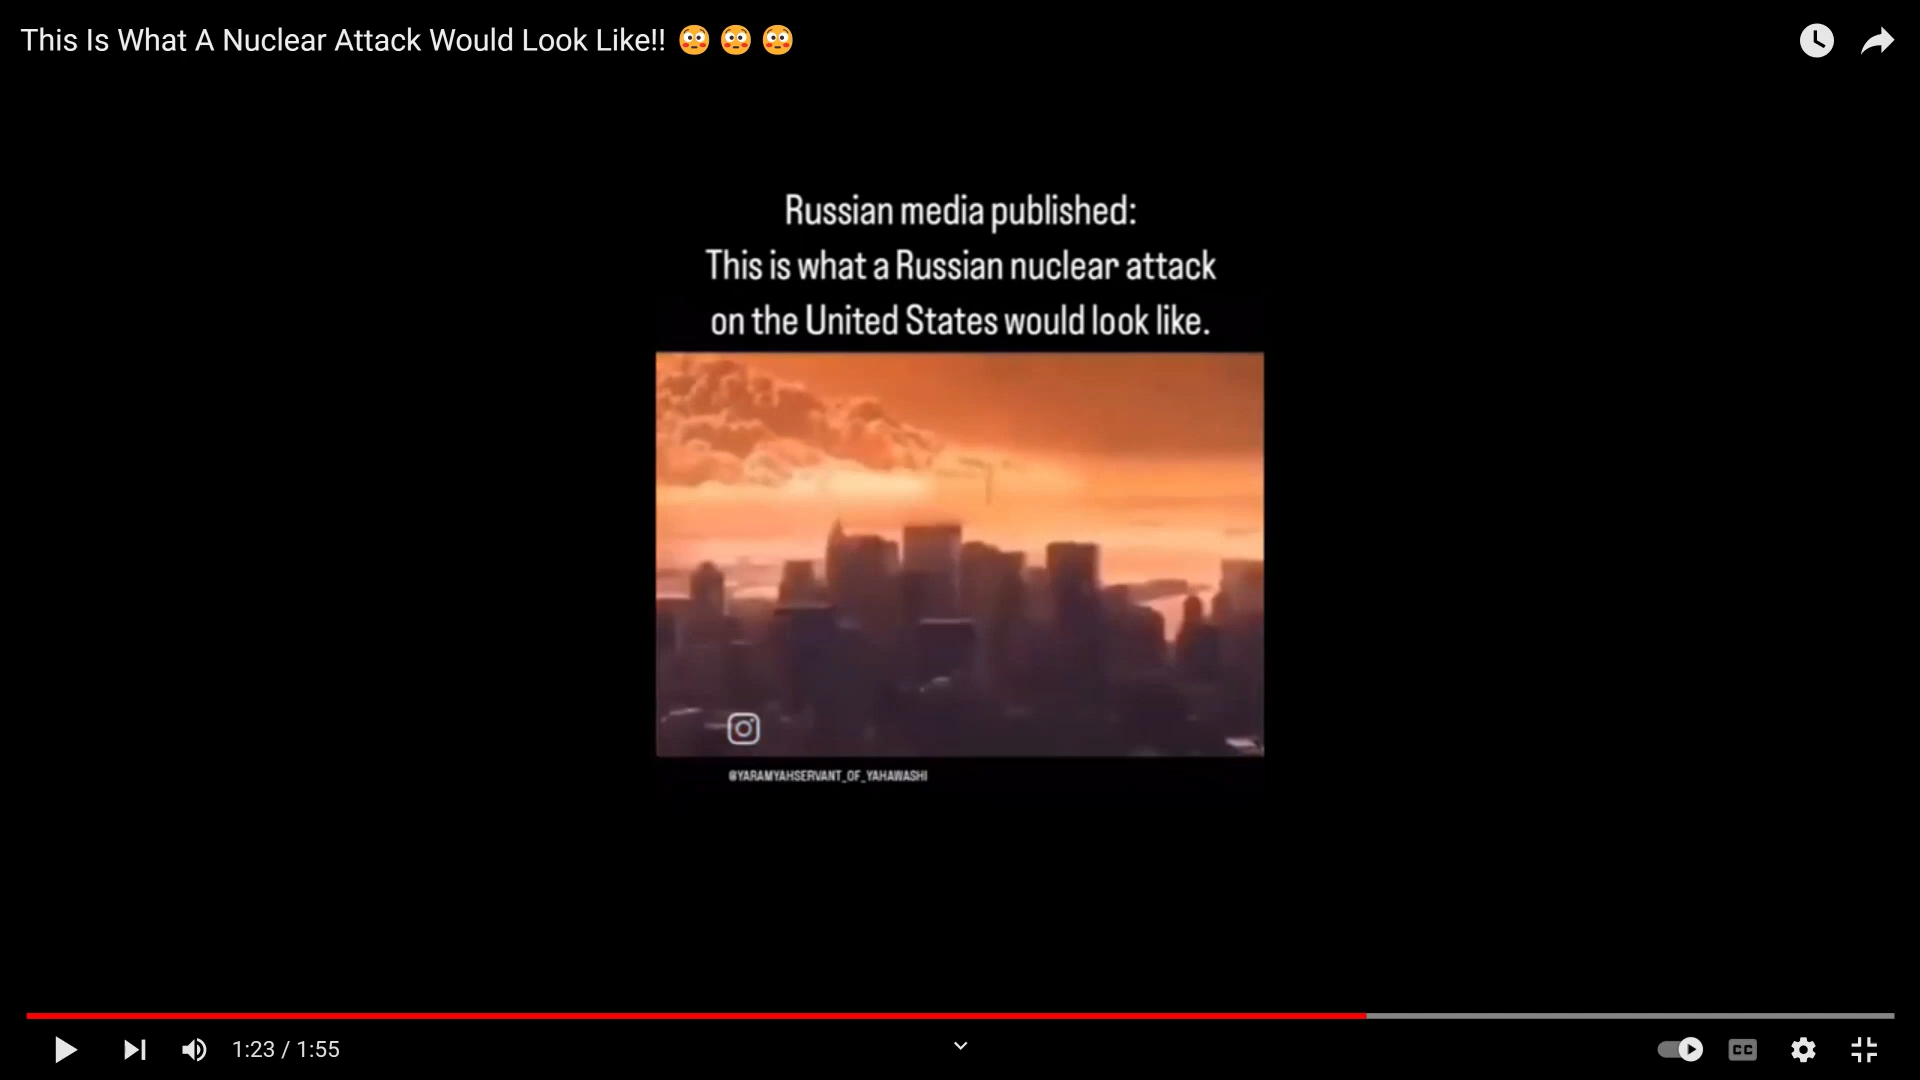 This Is What A Nuclear Attack Would Look Like!! 😳 😳 😳
Russian media published:
This is what a Russian nuclear attack
on the United States would look like.
@YARAMYAHSERVANT_OF_YAHAWASHI
1:23 / 1:55
CC